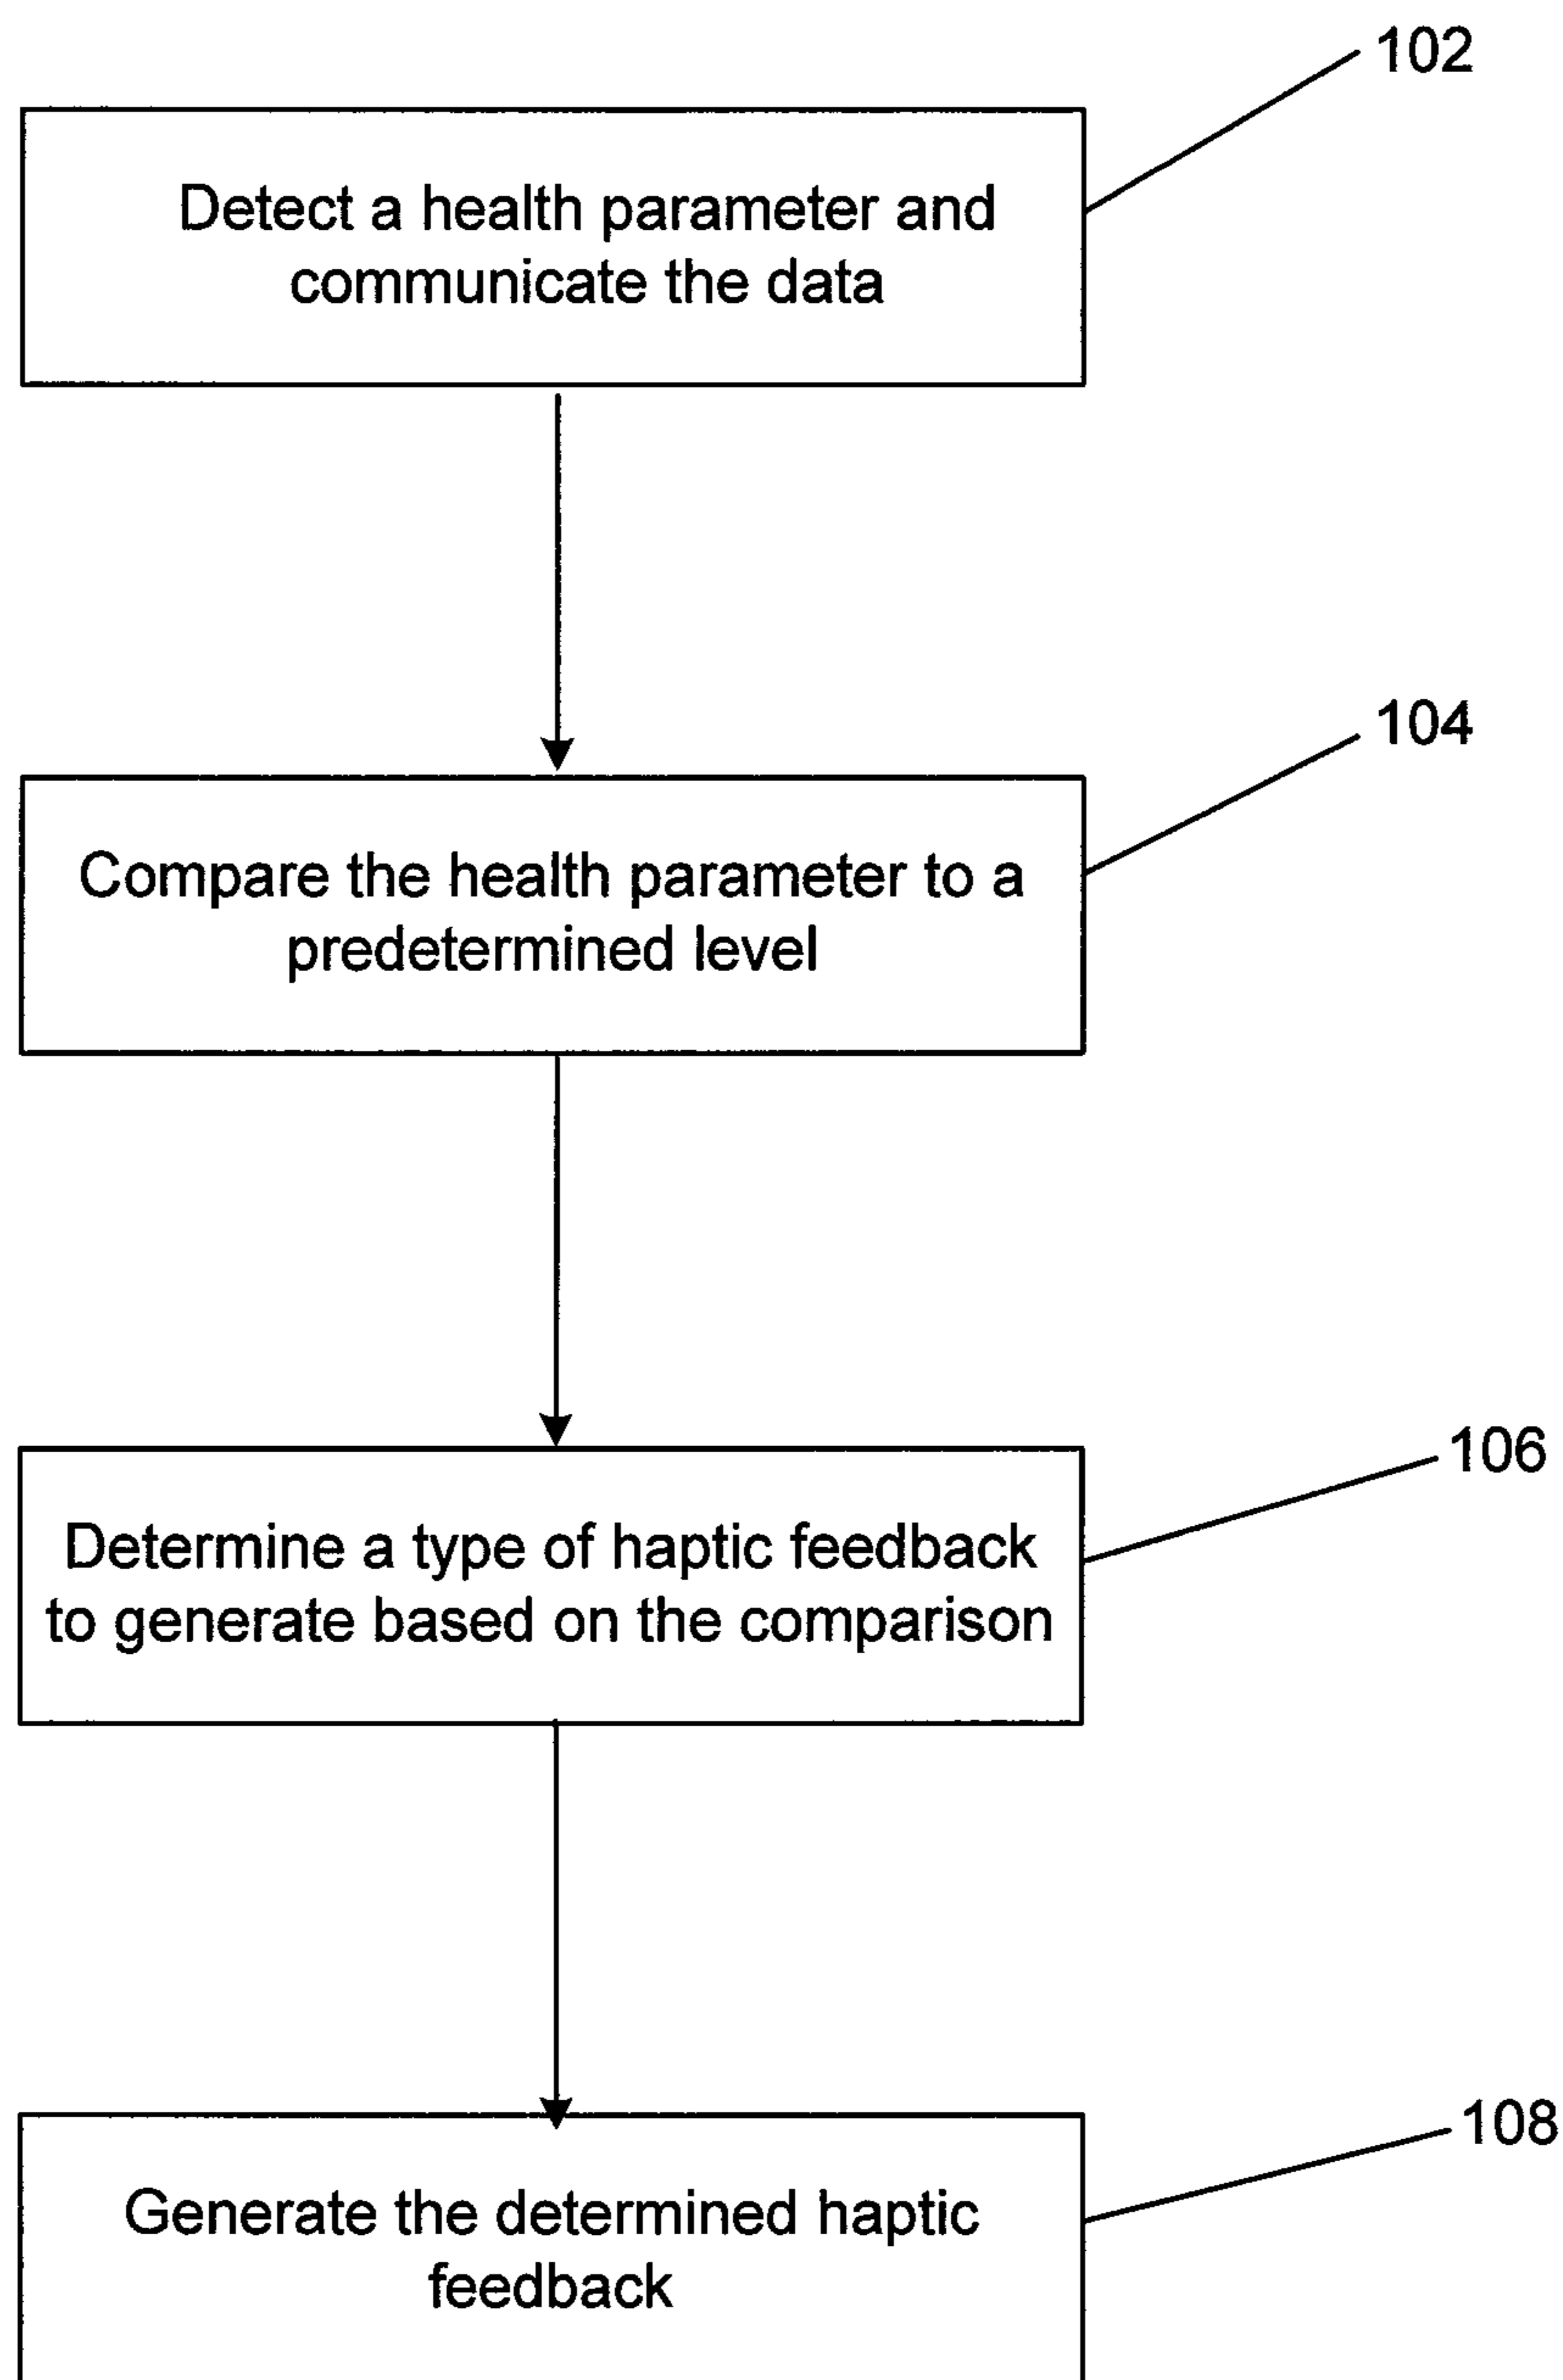 102
Detect a health parameter and
communicate the data
104
Compare the health parameter to a
predetermined level
106
Determine a type of haptic feedback
to generate based on the comparison
108
Generate the determined haptic
feedback